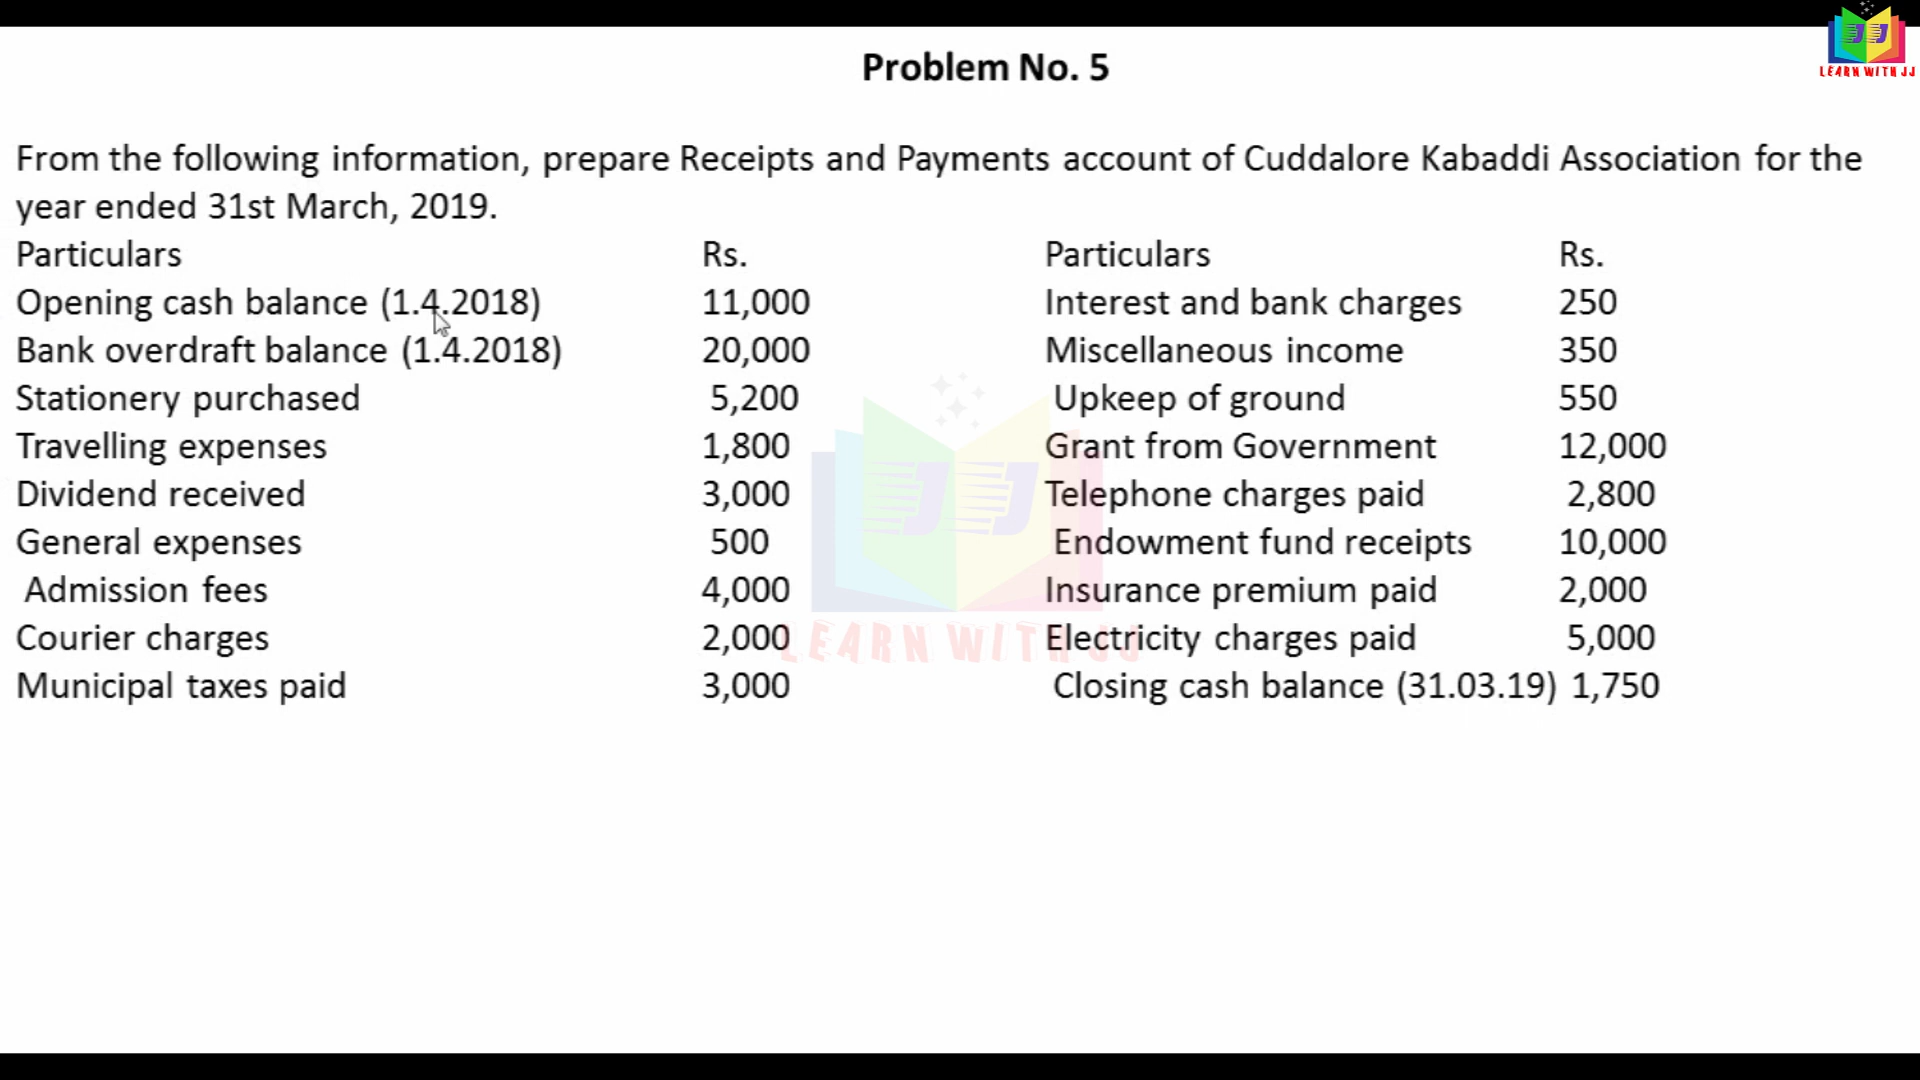 LEARN WITH JJ
Problem No. 5
From the following information, prepare Receipts and Payments account of Cuddalore Kabaddi Association for the
year ended 31st March, 2019.
Particulars Rs. Particulars Rs.
Opening cash balance (1.4.2018) 11,000 Interest and bank charges 250
Bank overdraft balance (1.4.2018) 20,000 Miscellaneous income 350
Stationery purchased 5,200 Upkeep of ground 550
Travelling expenses 1,800 Grant from Government 12,000
Dividend received 3,000 Telephone charges paid 2,800
General expenses 500 Endowment fund receipts 10,000
Admission fees 4,000 Insurance premium paid 2,000
Courier charges 2,000 Electricity charges paid 5,000
Municipal taxes paid 3,000 Closing cash balance (31.03.19) 1,750
JJ
LEARN WITH JJ